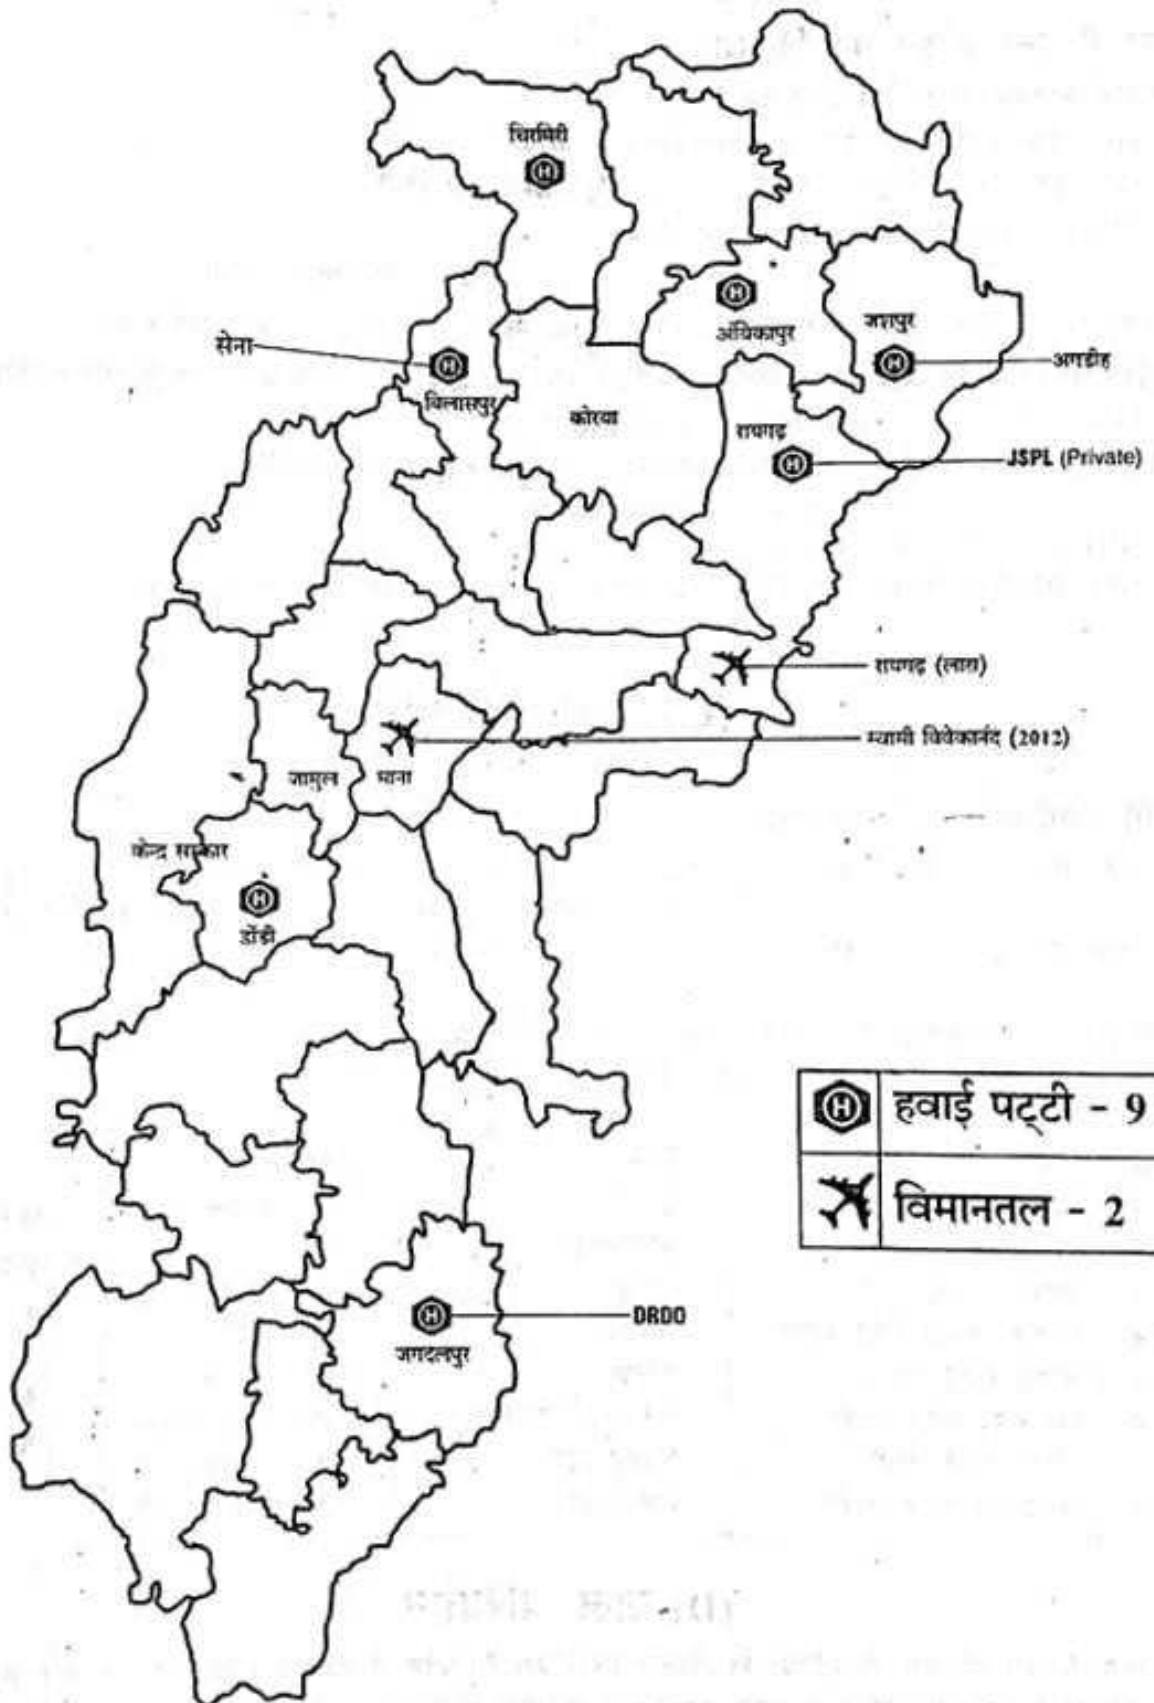 चिरमिरी
अंबिकापुर
जशपुर
सेना
अगडीह
बिलासपुर
कोरबा
रायगढ़
JSPL (Private)
रायगढ़ (लारा)
स्वामी विवेकानंद (2012)
जामुल
माना
केन्द्र सरकार
डोंडी
हवाई पट्टी - 9
विमानतल - 2
DRDO
जगदलपुर